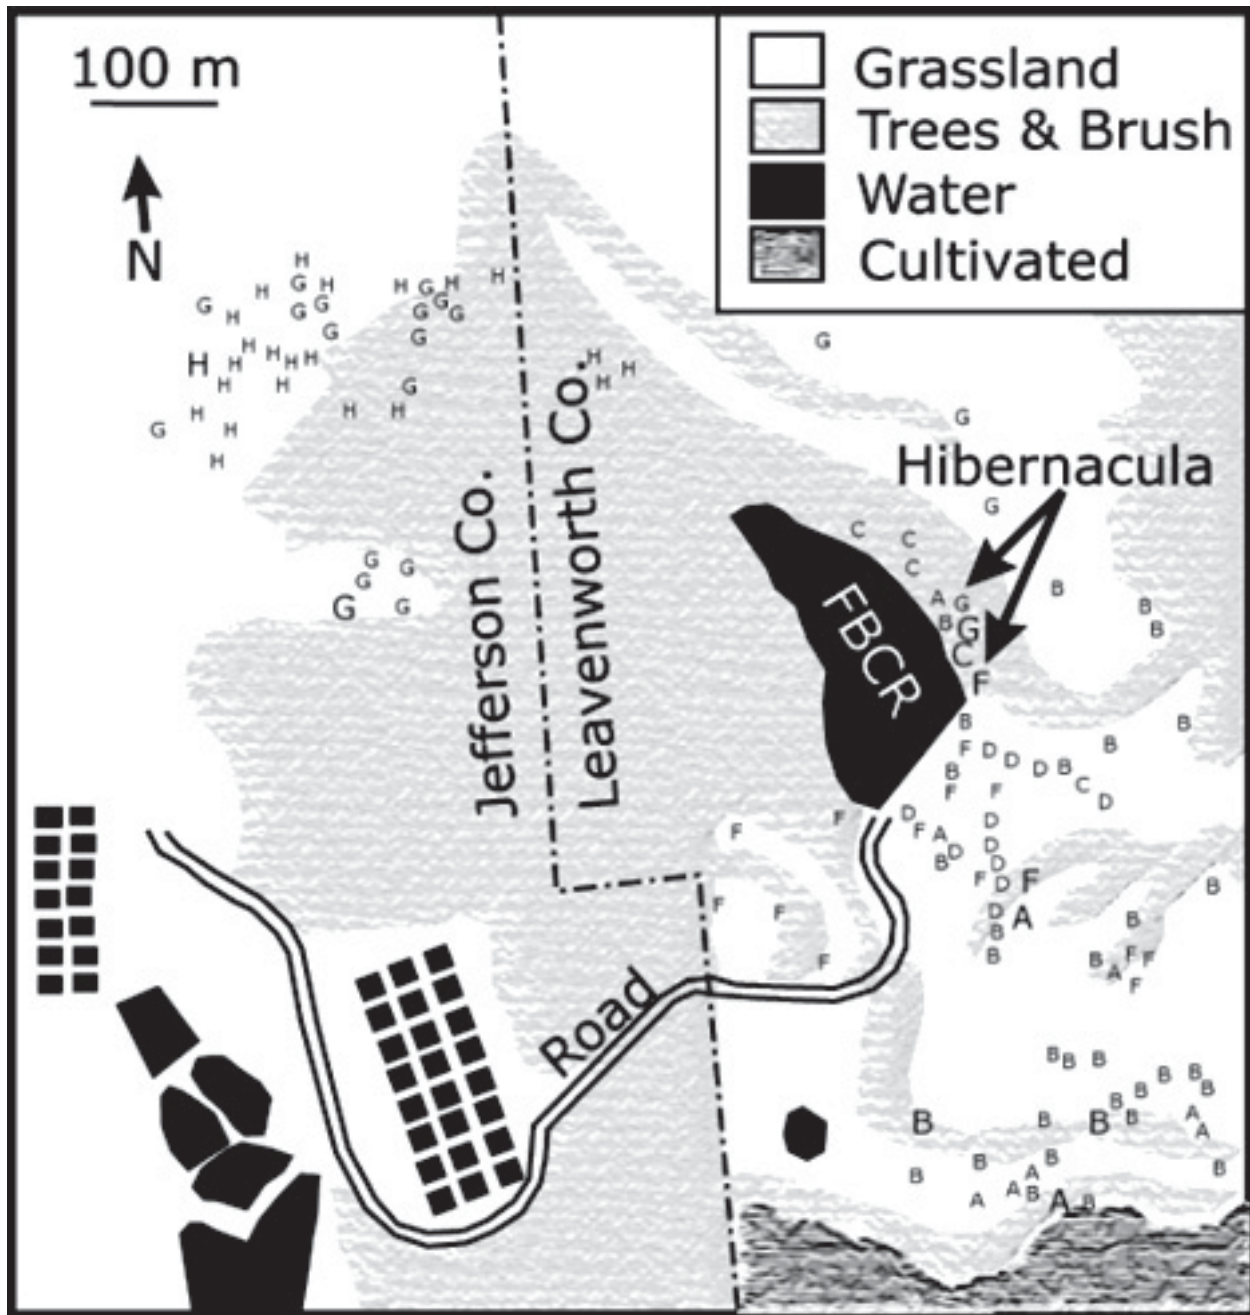 100 m
N
Grassland
Trees & Brush
Water
Cultivated
H
H G H H G H H
G H G G G G
H G G G
H H H H H G
H H H H H H
H H G
H H H G
G H
H
Hibernacula
G
C C
G G C
G G G
A G B
B G B
C
F
Jefferson Co.
Leavenworth Co.
FBCR
B B
F D D D B B
B C
F F D
F D D
F F A D
B D D
F D F B
F F D A B
B
F B B F F
A F
Road
B B B B B
B B B
B B B B A
A
B B B A B
A A B A B